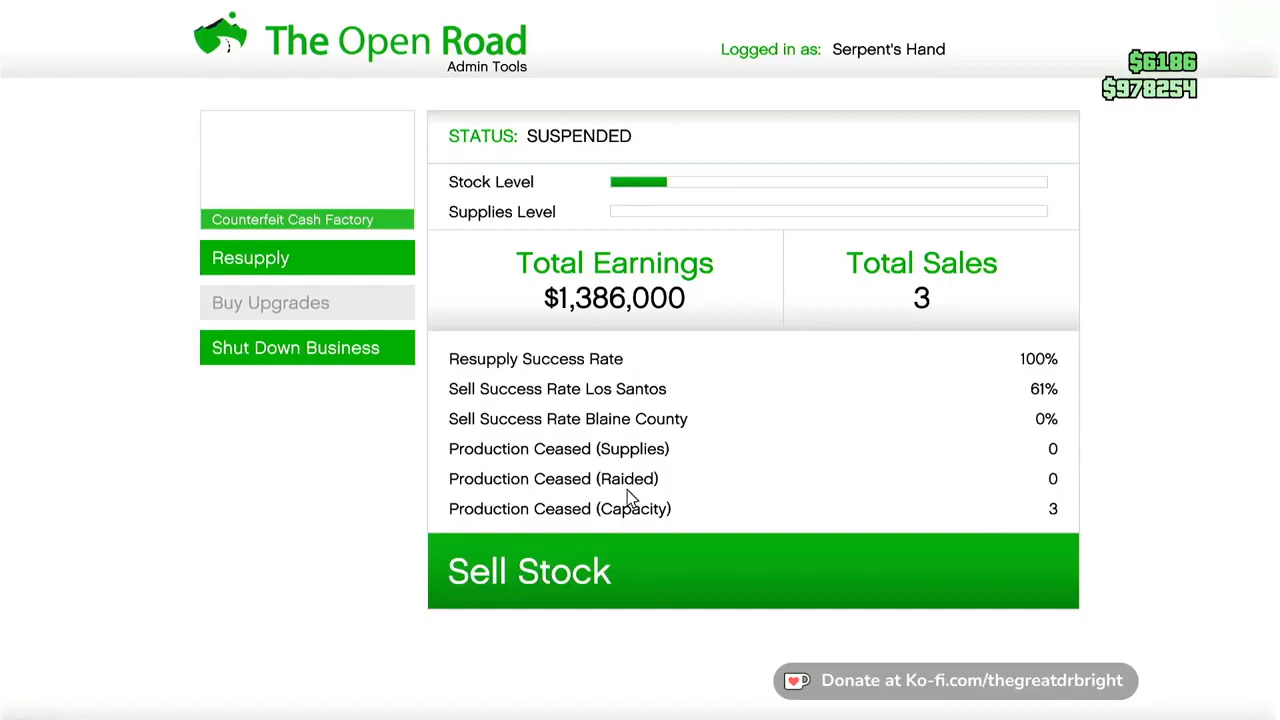 The Open Road
Admin Tools
Logged in as: Serpent's Hand
$6186
$978254
Counterfeit Cash Factory
Resupply
Buy Upgrades
Shut Down Business
STATUS: SUSPENDED
Stock Level
Supplies Level
Total Earnings
$1,386,000
Total Sales
3
Resupply Success Rate 100%
Sell Success Rate Los Santos 61%
Sell Success Rate Blaine County 0%
Production Ceased (Supplies) 0
Production Ceased (Raided) 0
Production Ceased (Capacity) 3
Sell Stock
Donate at Ko-fi.com/thegreatdrbright